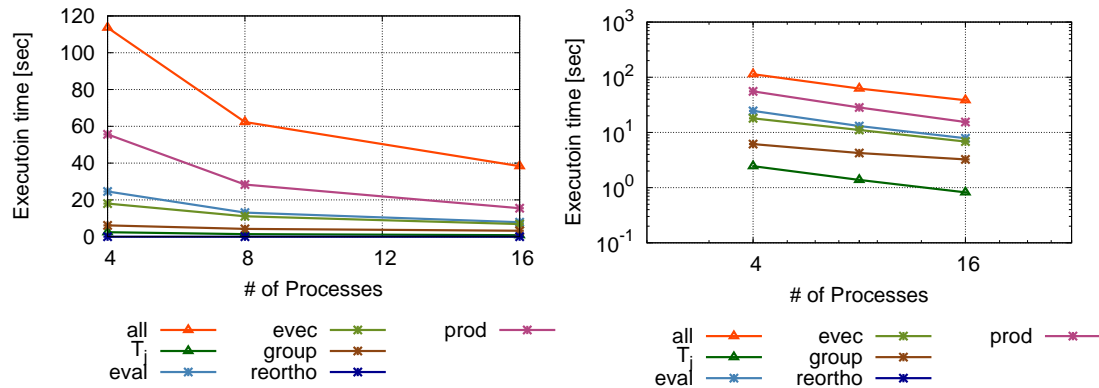 Executoin time [sec]
120
100
80
60
40
20
0
4
8
12
16
# of Processes
all
T_j
eval
evec
group
reortho
prod
Executoin time [sec]
10^3
10^2
10^1
10^0
10^-1
4
16
# of Processes
all
T_j
eval
evec
group
reortho
prod